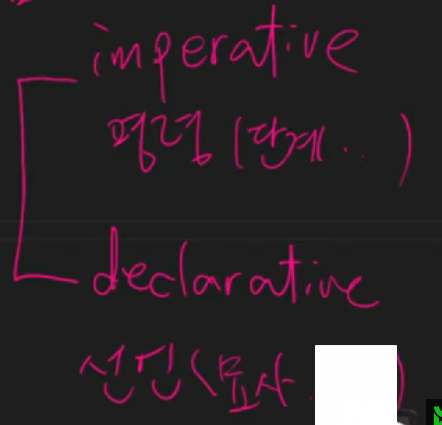 imperative
명령 (단계 . . )
declarative
선언 (묘사 . )